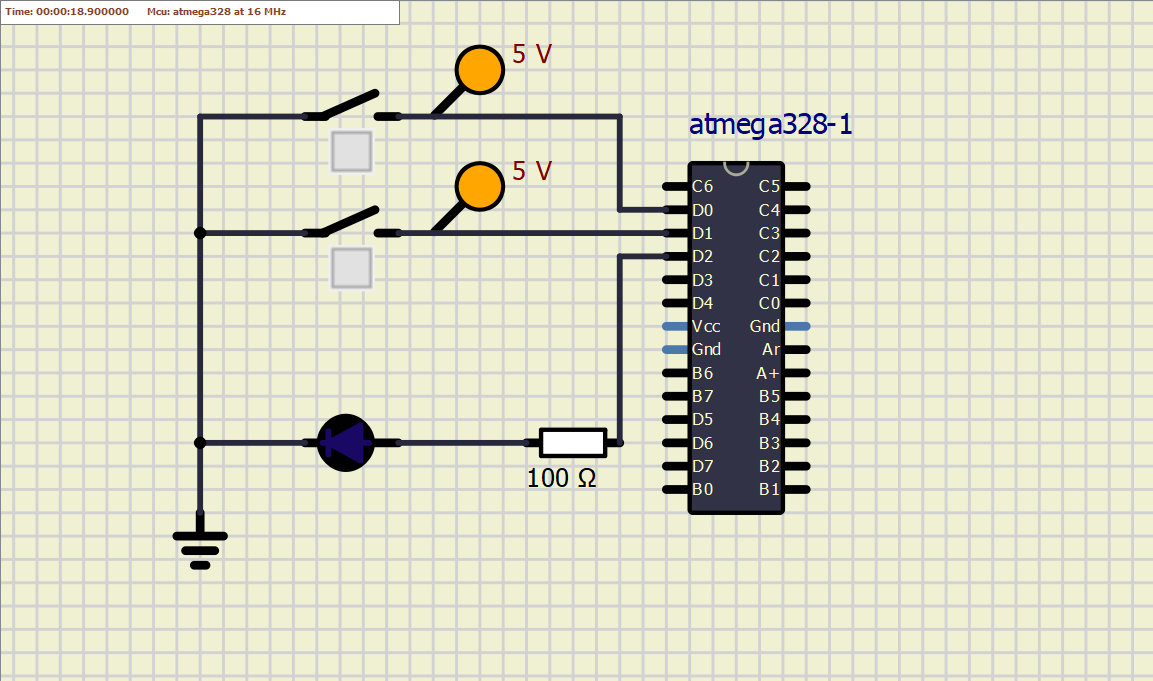 Time: 00:00:18.900000 Mcu: atmega328 at 16 MHz
5 V
5 V
atmega328-1
C6 C5
D0 C4
D1 C3
D2 C2
D3 C1
D4 C0
Vcc Gnd
Gnd Ar
B6 A+
B7 B5
D5 B4
D6 B3
D7 B2
B0 B1
100 Ω